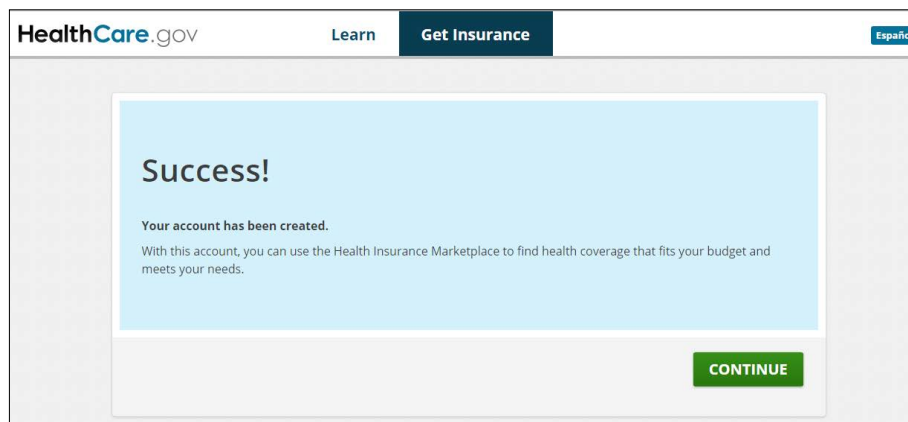 HealthCare.gov Learn Get Insurance
Success!
Your account has been created.
With this account, you can use the Health Insurance Marketplace to find health coverage that fits your budget and
meets your needs.
CONTINUE